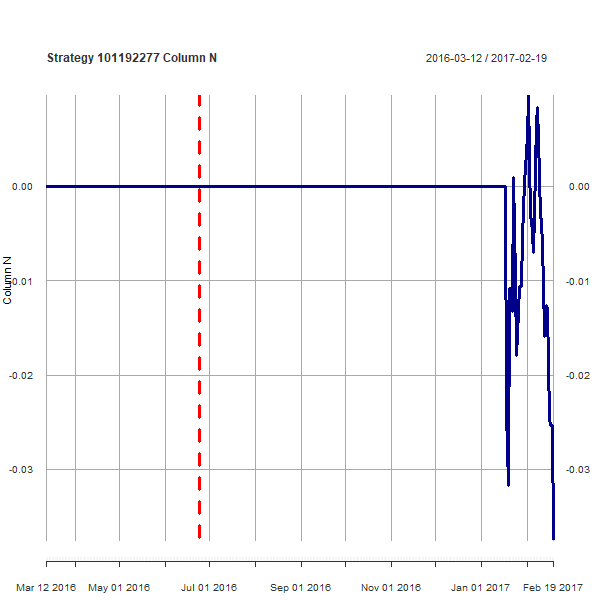 Strategy 101192277 Column N
2016-03-12 / 2017-02-19
0.00
0.00
-0.01
-0.01
-0.02
-0.02
-0.03
-0.03
Column N
Mar 12 2016
May 01 2016
Jul 01 2016
Sep 01 2016
Nov 01 2016
Jan 01 2017
Feb 19 2017